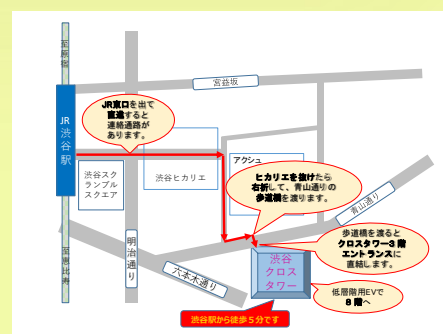 至原宿
宮益坂
JR東口を出て
直進すると
連絡通路が
あります。
JR
渋谷駅
渋谷スク
ランブル
スクエア
渋谷ヒカリエ
アクシュ
ヒカリエを抜けたら
右折して、青山通りの
歩道橋を渡ります。
青山通り
歩道橋を渡ると
クロスタワー3 階
エントランスに
直結します。
至恵比寿
明治通り
六本木通り
渋谷
クロス
タワー
低層階用EVで
8 階へ
渋谷駅から徒歩5分です